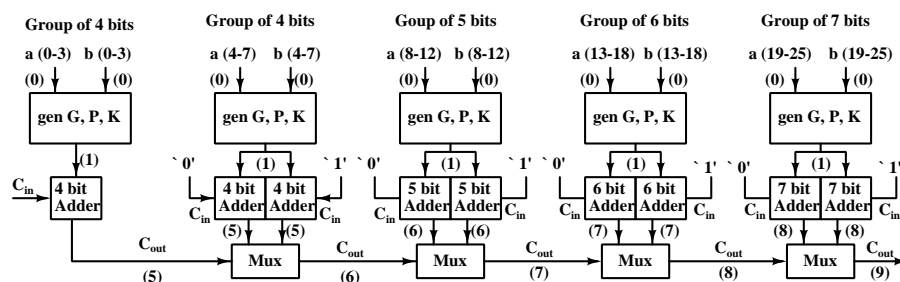 Group of 4 bits Group of 4 bits Goup of 5 bits Group of 6 bits Group of 7 bits
a (0-3) b (0-3) a (4-7) b (4-7) a (8-12) b (8-12) a (13-18) b (13-18) a (19-25) b (19-25)
(0) (0) (0) (0) (0) (0) (0) (0) (0) (0)
gen G, P, K gen G, P, K gen G, P, K gen G, P, K gen G, P, K
(1) ` 0' (1) ` 1' ` 0' (1) ` 1' ` 0' (1) ` 1' ` 0' (1) ` 1'
Cin 4 bit 4 bit 4 bit 5 bit 5 bit 6 bit 6 bit 7 bit 7 bit
Adder Cin Adder Adder Cin Cin Adder Adder Cin Cin Adder Adder Cin Cin Adder Adder Cin
(5) (5) (6) (6) (7) (7) (8) (8)
Cout Mux Cout Mux Cout Mux Cout Mux Cout
(5) (6) (7) (8) (9)